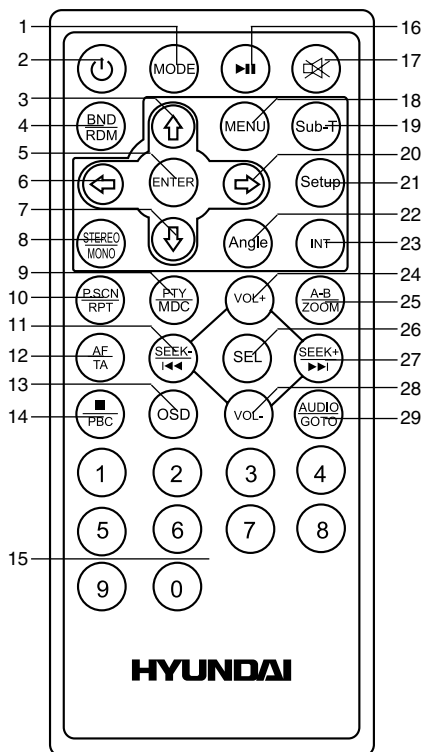 1
16
2
MODE
17
3
4
BND
RDM
MENU
Sub-T
18
19
5
6
ENTER
Setup
20
21
7
8
STEREO
MONO
Angle
INT
22
23
9
10
P.SCN
RPT
PTY
MDC
VOL+
A-B
ZOOM
24
25
11
12
AF
TA
SEEK-
SEL
SEEK+
26
27
13
14
PBC
OSD
VOL-
AUDIO
GOTO
28
29
1 2 3 4
5 6 7 8
15
9 0
HYUNDAI